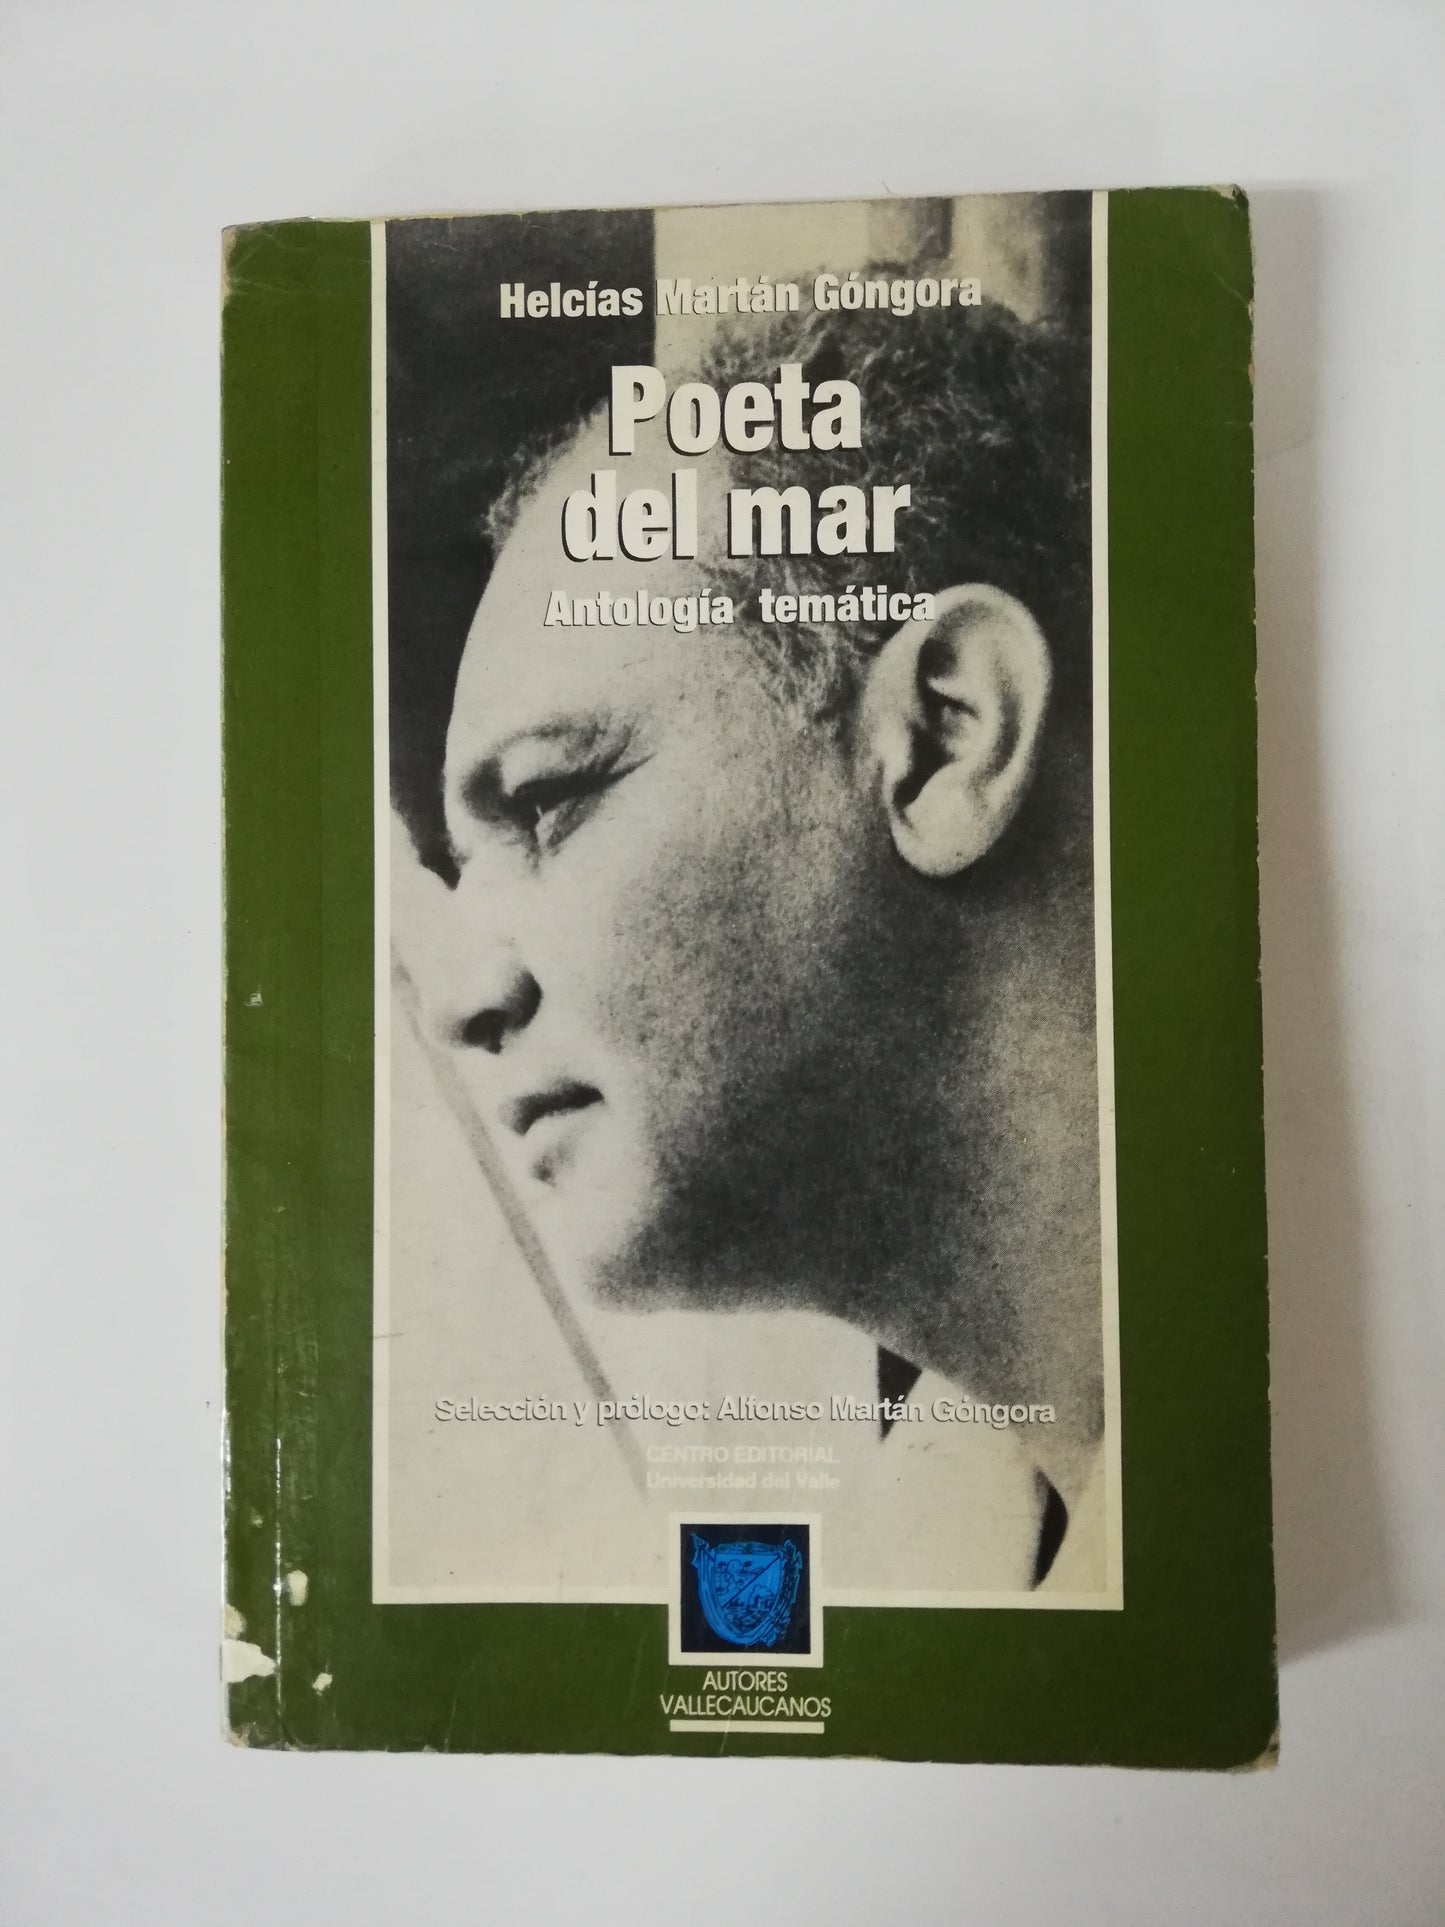 Helcías Martán Góngora
Poeta
del mar
Antología temática
Selección y prólogo: Alfonso Martán Góngora
CENTRO EDITORIAL
Universidad del Valle
AUTORES
VALLECAUCANOS